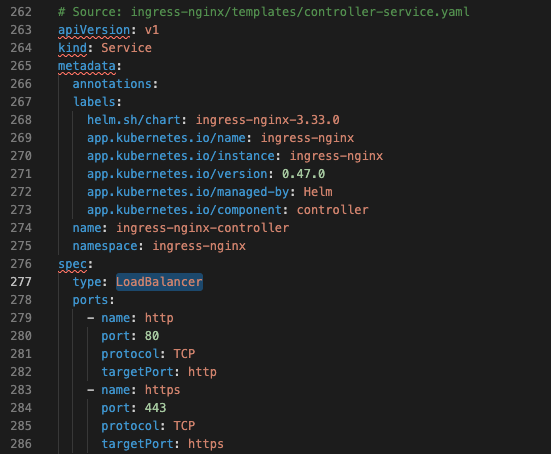 262 # Source: ingress-nginx/templates/controller-service.yaml
263 apiVersion: v1
264 kind: Service
265 metadata:
266   annotations:
267   labels:
268     helm.sh/chart: ingress-nginx-3.33.0
269     app.kubernetes.io/name: ingress-nginx
270     app.kubernetes.io/instance: ingress-nginx
271     app.kubernetes.io/version: 0.47.0
272     app.kubernetes.io/managed-by: Helm
273     app.kubernetes.io/component: controller
274   name: ingress-nginx-controller
275   namespace: ingress-nginx
276 spec:
277   type: LoadBalancer
278   ports:
279     - name: http
280       port: 80
281       protocol: TCP
282       targetPort: http
283     - name: https
284       port: 443
285       protocol: TCP
286       targetPort: https